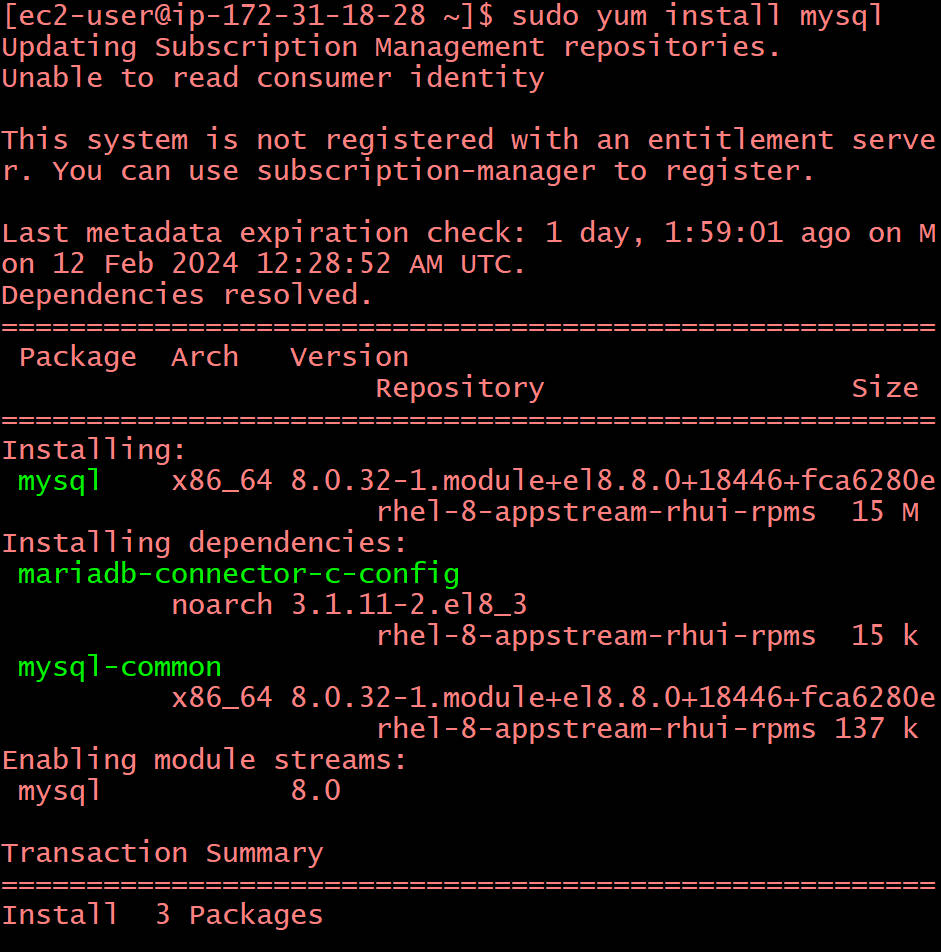 [ec2-user@ip-172-31-18-28 ~]$ sudo yum install mysql
Updating Subscription Management repositories.
Unable to read consumer identity

This system is not registered with an entitlement serve
r. You can use subscription-manager to register.

Last metadata expiration check: 1 day, 1:59:01 ago on M
on 12 Feb 2024 12:28:52 AM UTC.
Dependencies resolved.
=======================================================
 Package  Arch   Version
                      Repository                  Size
=======================================================
Installing:
 mysql    x86_64 8.0.32-1.module+el8.8.0+18446+fca6280e
                      rhel-8-appstream-rhui-rpms  15 M
Installing dependencies:
 mariadb-connector-c-config
          noarch 3.1.11-2.el8_3
                      rhel-8-appstream-rhui-rpms  15 k
 mysql-common
          x86_64 8.0.32-1.module+el8.8.0+18446+fca6280e
                      rhel-8-appstream-rhui-rpms 137 k
Enabling module streams:
 mysql           8.0

Transaction Summary
=======================================================
Install  3 Packages